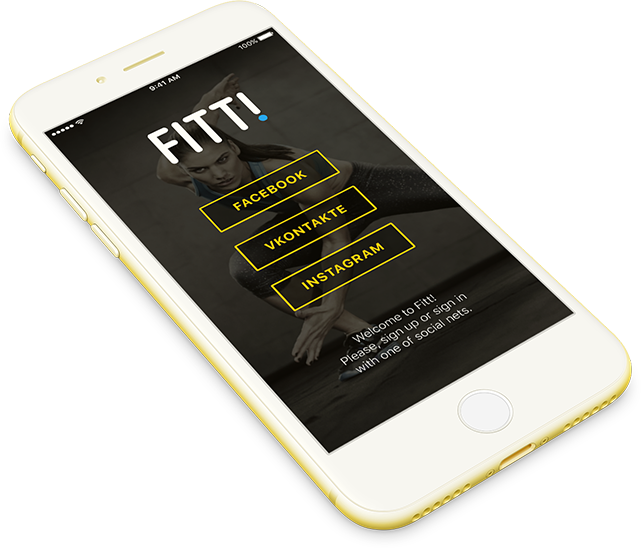 9:41 AM
100%
FITT!
FACEBOOK
VKONTAKTE
INSTAGRAM
Welcome to Fitt!
Please, sign up or sign in
with one of social nets.